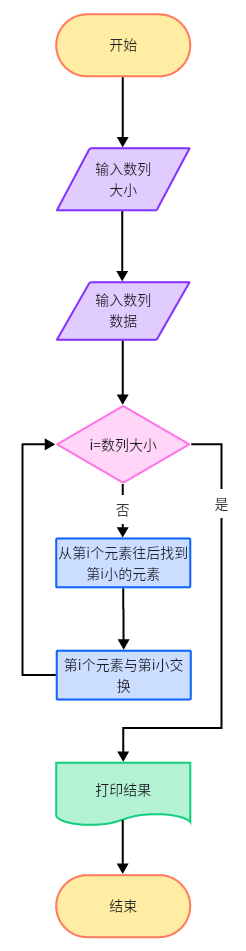 开始
输入数列
大小
输入数列
数据
i=数列大小
是
否
从第i个元素往后找到
第i小的元素
第i个元素与第i小交
换
打印结果
结束